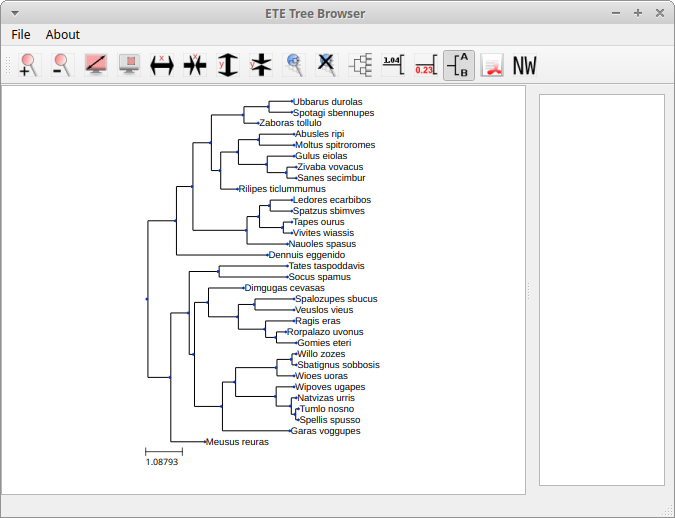 ETE Tree Browser
File About
x x y y 1.04 0.23 A B NW
Ubbarus durolas
Spotagi sbennupes
Zaboras tollulo
Abusles ripi
Moltus spitroromes
Gulus eiolas
Zivaba vovacus
Sanes secimbur
Rilipes ticlummumus
Ledores ecarbibos
Spatzus sbimves
Tapes ourus
Vivites wiassis
Nauoles spasus
Dennuis eggenido
Tates taspoddavis
Socus spamus
Dimgugas cevasas
Spalozupes sbucus
Veuslos vieus
Ragis eras
Rorpalazo uvonus
Gomies eteri
Willo zozes
Sbatignus sobbosis
Wioes uoras
Wipoves ugapes
Natvizas urris
Tumlo nosno
Spellis spusso
Garas voggupes
Meusus reuras
1.08793